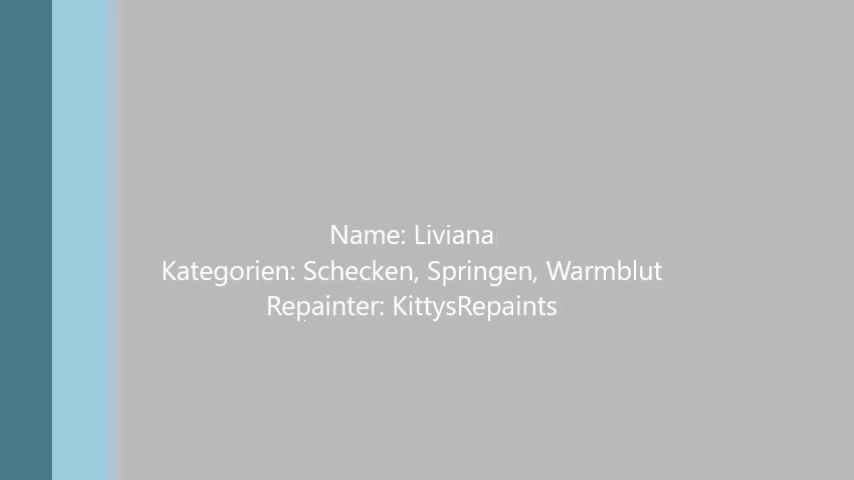 Name: Liviana
Kategorien: Schecken, Springen, Warmblut
Repainter: KittysRepaints